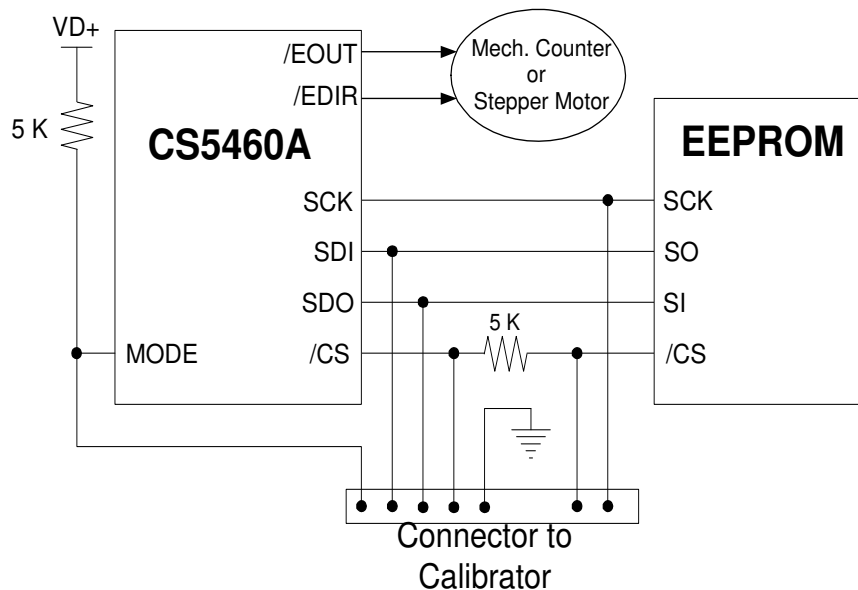 VD+
5 K
CS5460A
/EOUT
/EDIR
SCK
SDI
SDO
/CS
MODE
Mech. Counter
or
Stepper Motor
5 K
EEPROM
SCK
SO
SI
/CS
Connector to
Calibrator